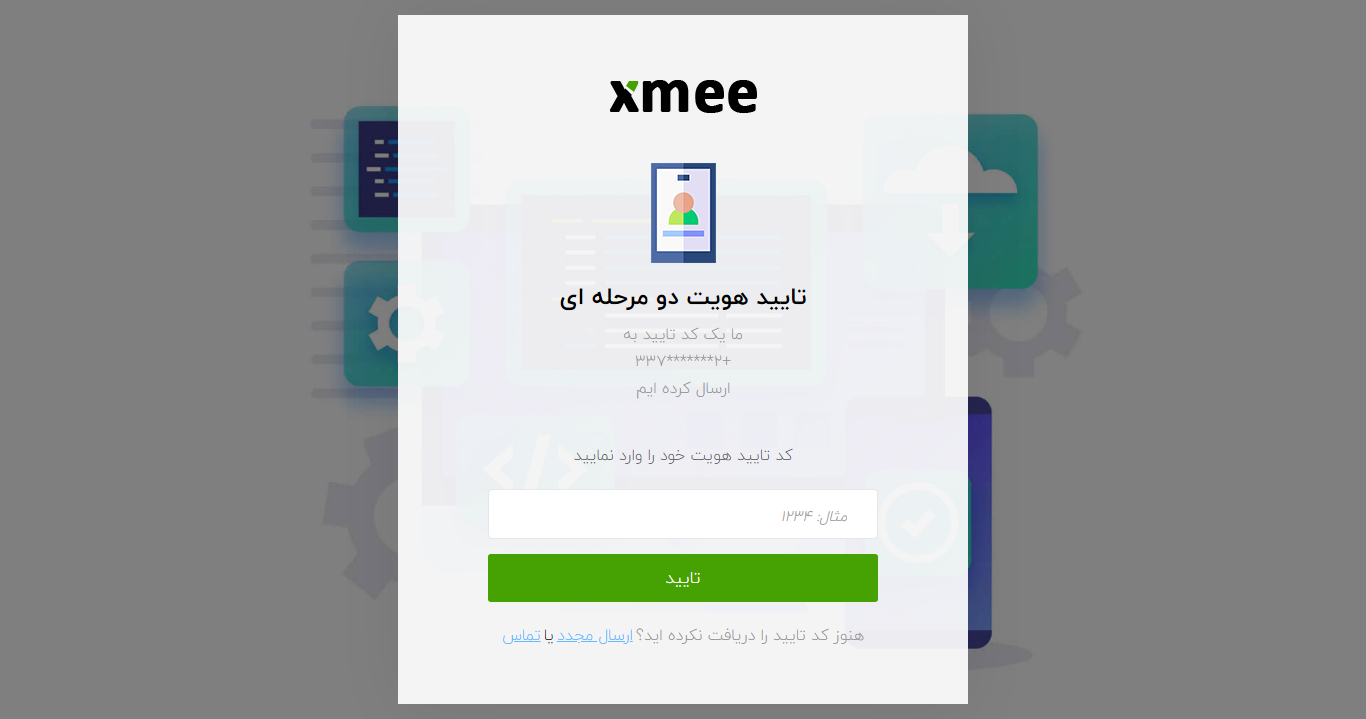 xmee
تایید هویت دو مرحله ای
ما یک کد تایید به
+۲*******۳۳۷
ارسال کرده ایم
کد تایید هویت خود را وارد نمایید
مثال: ۱۲۳۴
تایید
هنوز کد تایید را دریافت نکرده اید؟ ارسال مجدد یا تماس